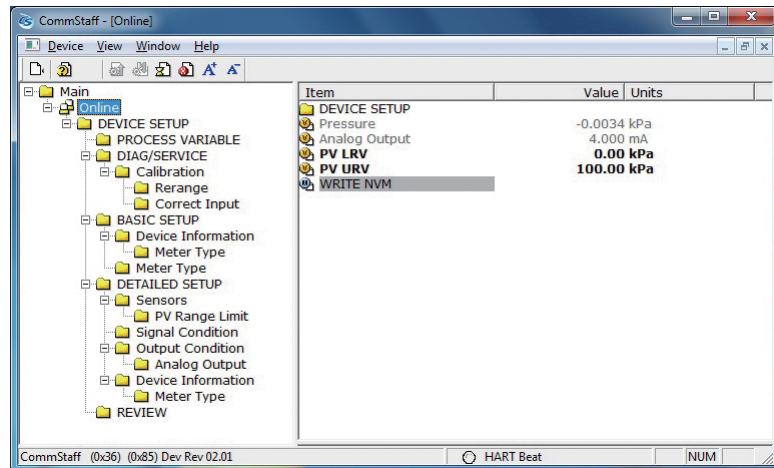 CommStaff - [Online]
Device View Window Help
A+ A-
Main
Online
DEVICE SETUP
PROCESS VARIABLE
DIAG/SERVICE
Calibration
Rerange
Correct Input
BASIC SETUP
Device Information
Meter Type
Meter Type
DETAILED SETUP
Sensors
PV Range Limit
Signal Condition
Output Condition
Analog Output
Device Information
Meter Type
REVIEW
Item Value Units
DEVICE SETUP
Pressure -0.0034 kPa
Analog Output 4.000 mA
PV LRV 0.00 kPa
PV URV 100.00 kPa
WRITE NVM
CommStaff (0x36) (0x85) Dev Rev 02.01 HART Beat NUM